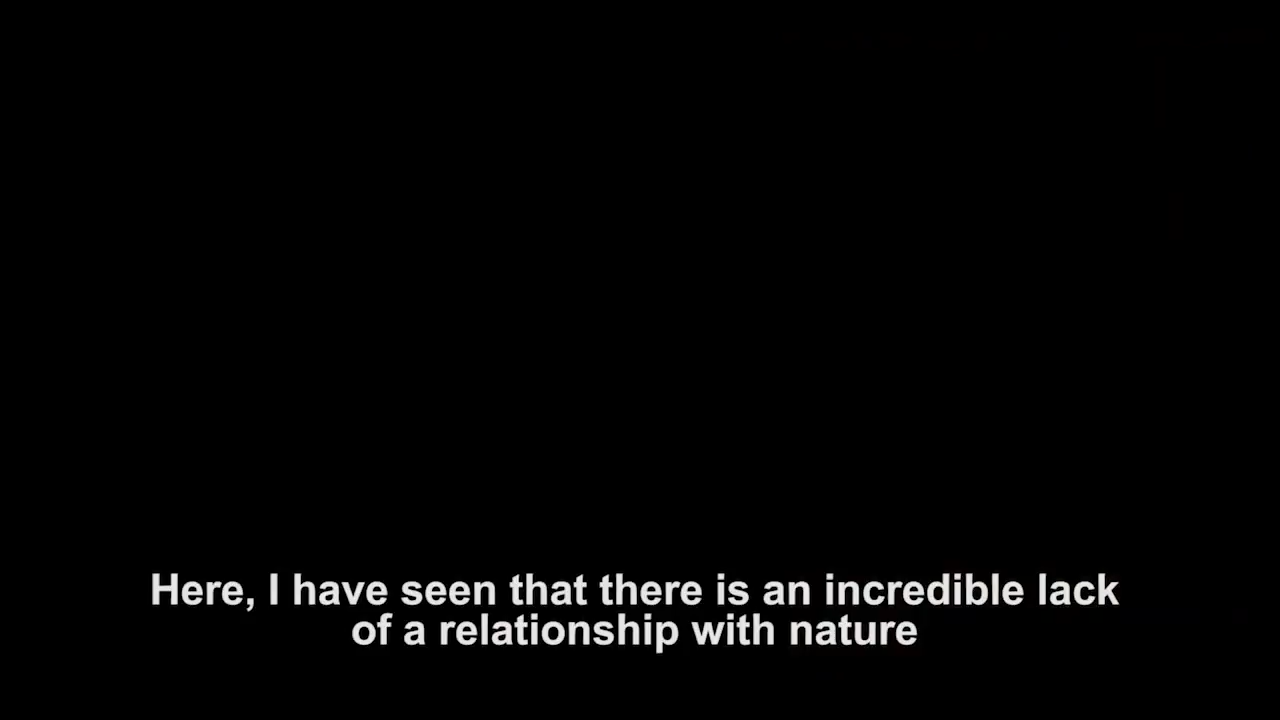 Here, I have seen that there is an incredible lack
of a relationship with nature